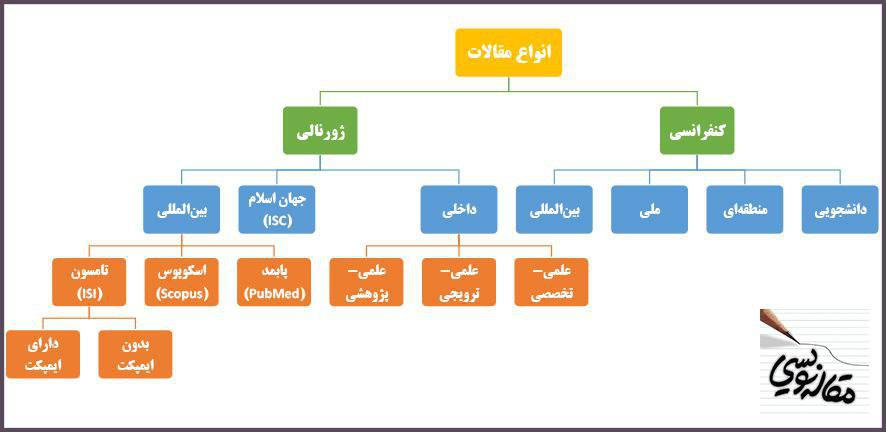 انواع مقالات
کنفرانسی
ژورنالی
دانشجویی
منطقه‌ای
ملی
بین‌المللی
داخلی
جهان اسلام
(ISC)
بین‌المللی
علمی–
تخصصی
علمی–
ترویجی
علمی–
پژوهشی
پابمد
(PubMed)
اسکوپوس
(Scopus)
تامسون
(ISI)
بدون
ایمپکت
دارای
ایمپکت
مقاله نویسی